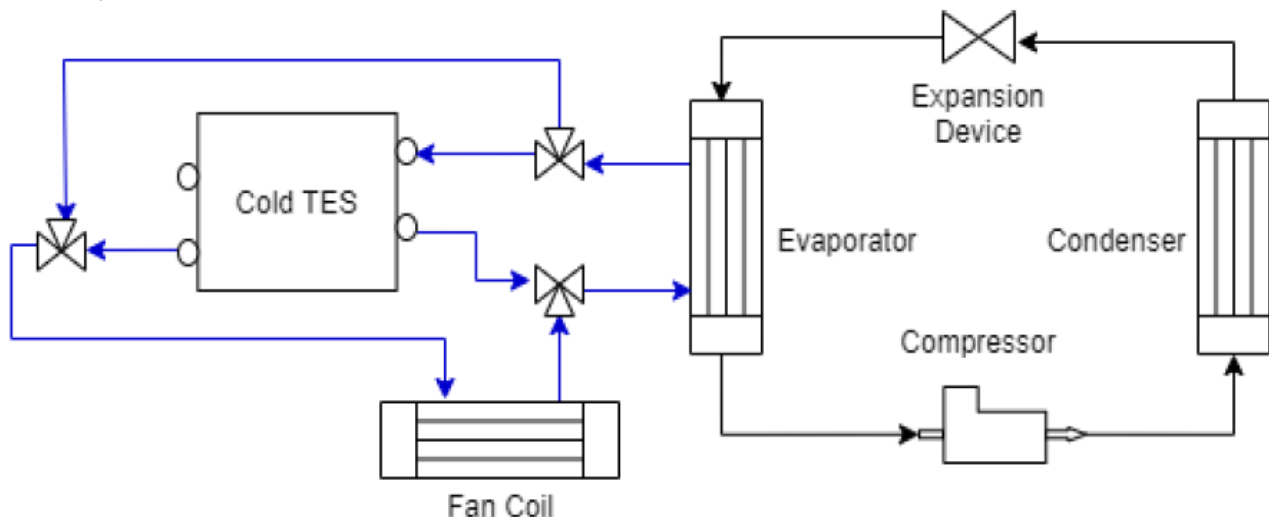 Expansion
Device
Cold TES
Evaporator
Condenser
Compressor
Fan Coil